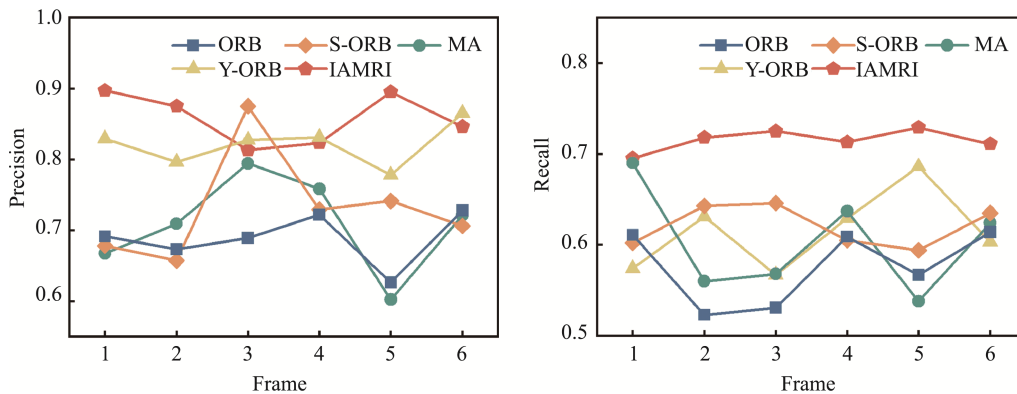 1.0
0.9
0.8
0.7
0.6
Precision
ORB S-ORB MA
Y-ORB IAMRI
1 2 3 4 5 6
Frame
0.8
0.7
0.6
0.5
Recall
ORB S-ORB MA
Y-ORB IAMRI
1 2 3 4 5 6
Frame